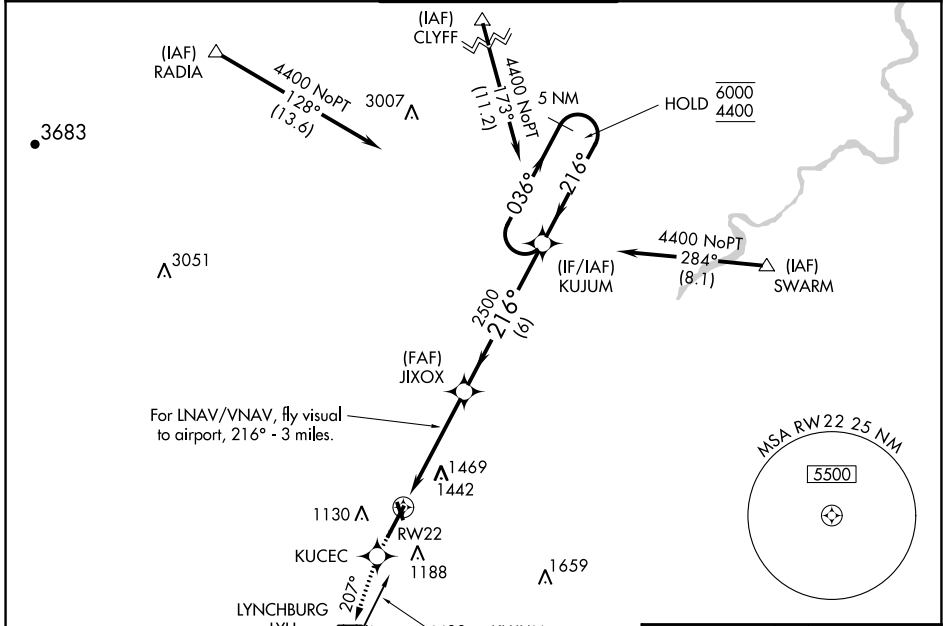 (IAF)
CLYFF
(IAF)
RADIA
4400 NoPT
128°
(13.6)
3007
4400 NoPT
173°
(11.2)
5 NM
HOLD
6000
4400
3683
036°
216°
3051
(IF/IAF)
KUJUM
4400 NoPT
284°
(8.1)
(IAF)
SWARM
2500
216°
(6)
(FAF)
JIXOX
For LNAV/VNAV, fly visual
to airport, 216° - 3 miles.
MSA RW22 25 NM
5500
1469
1442
1130
RW22
KUCEC
1188
1659
207°
LYNCHBURG